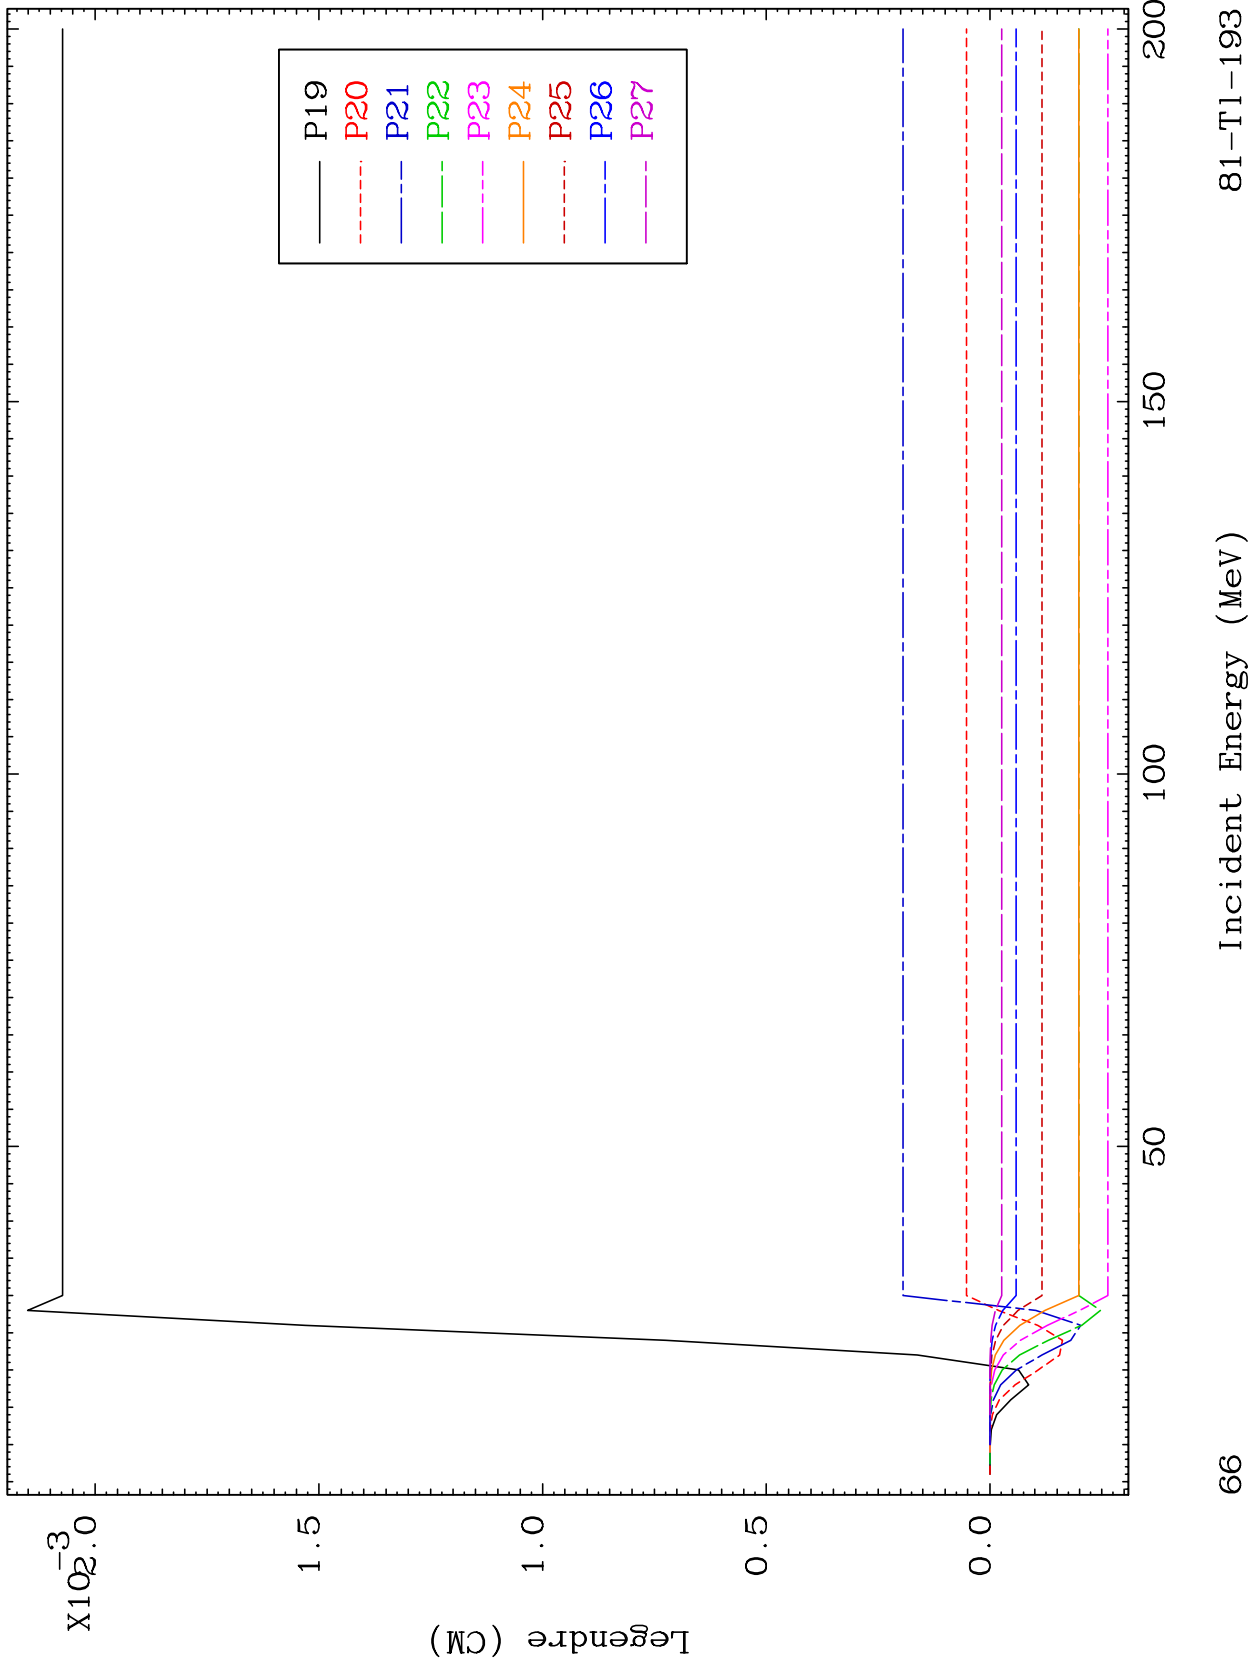 X10-3
2.0
1.5
1.0
0.5
0.0
Legendre (CM)
P19
P20
P21
P22
P23
P24
P25
P26
P27
50
100
150
200
Incident Energy (MeV)
66
81-Tl-193